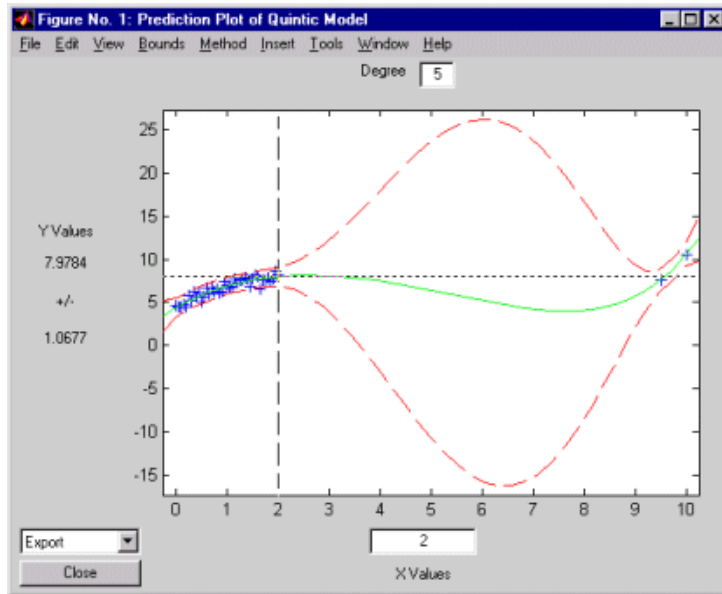 Figure No. 1: Prediction Plot of Quintic Model
File Edit View Bounds Method Insert Tools Window Help
Degree 5
25
20
15
10
5
0
-5
-10
-15
Y Values
7.9784
+/-
1.0677
0 1 2 3 4 5 6 7 8 9 10
Export
2
Close
X Values